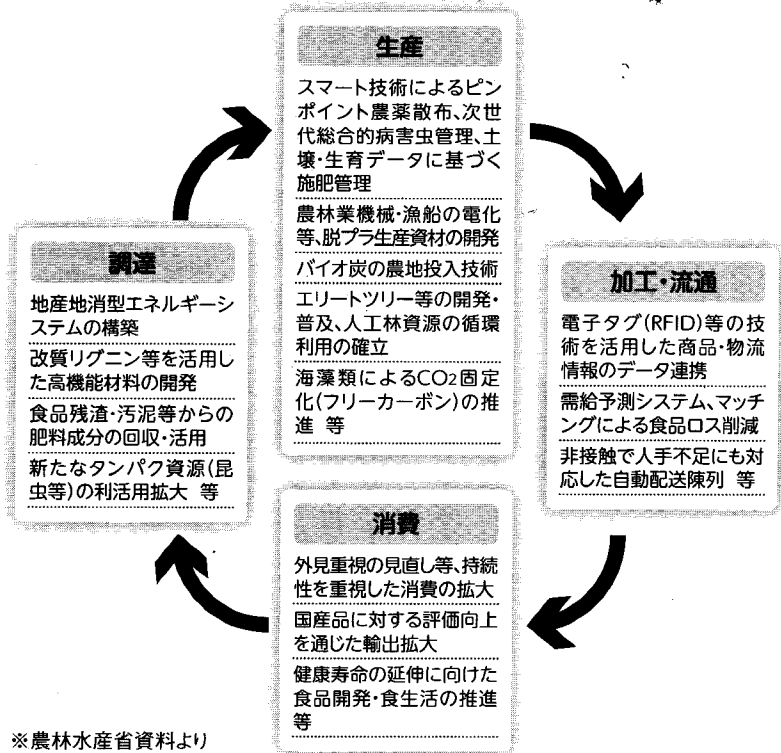 生産
スマート技術によるピン
ポイント農薬散布、次世
代総合的病害虫管理、土
壌・生育データに基づく
施肥管理
農林業機械・漁船の電化
等、脱プラ生産資材の開発
バイオ炭の農地投入技術
エリートツリー等の開発・
普及、人工林資源の循環
利用の確立
海藻類によるCO2固定
化(フリーカーボン)の推
進 等
調達
地産地消型エネルギーシ
ステムの構築
改質リグニン等を活用し
た高機能材料の開発
食品残渣・汚泥等からの
肥料成分の回収・活用
新たなタンパク資源(昆
虫等)の利活用拡大 等
加工・流通
電子タグ(RFID)等の技
術を活用した商品・物流
情報のデータ連携
需給予測システム、マッチ
ングによる食品ロス削減
非接触で人手不足にも対
応した自動配送陳列 等
消費
外見重視の見直し等、持続
性を重視した消費の拡大
国産品に対する評価向上
を通じた輸出拡大
健康寿命の延伸に向けた
食品開発・食生活の推進
等
※農林水産省資料より